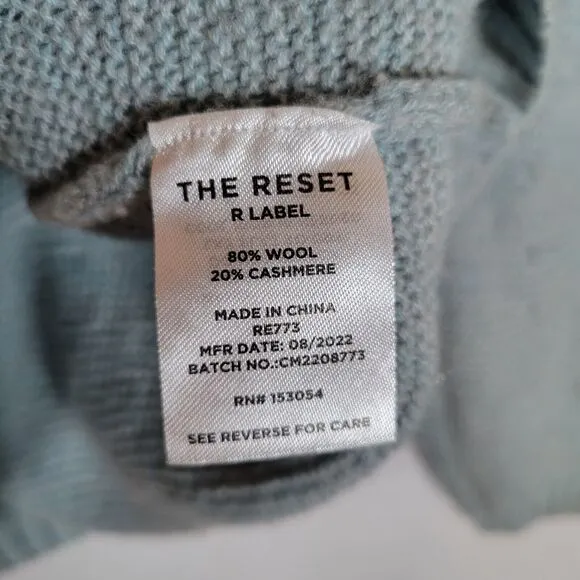 THE RESET
R LABEL
80% WOOL
20% CASHMERE
MADE IN CHINA
RE773
MFR DATE: 08/2022
BATCH NO.:CM2208773
RN# 153054
SEE REVERSE FOR CARE